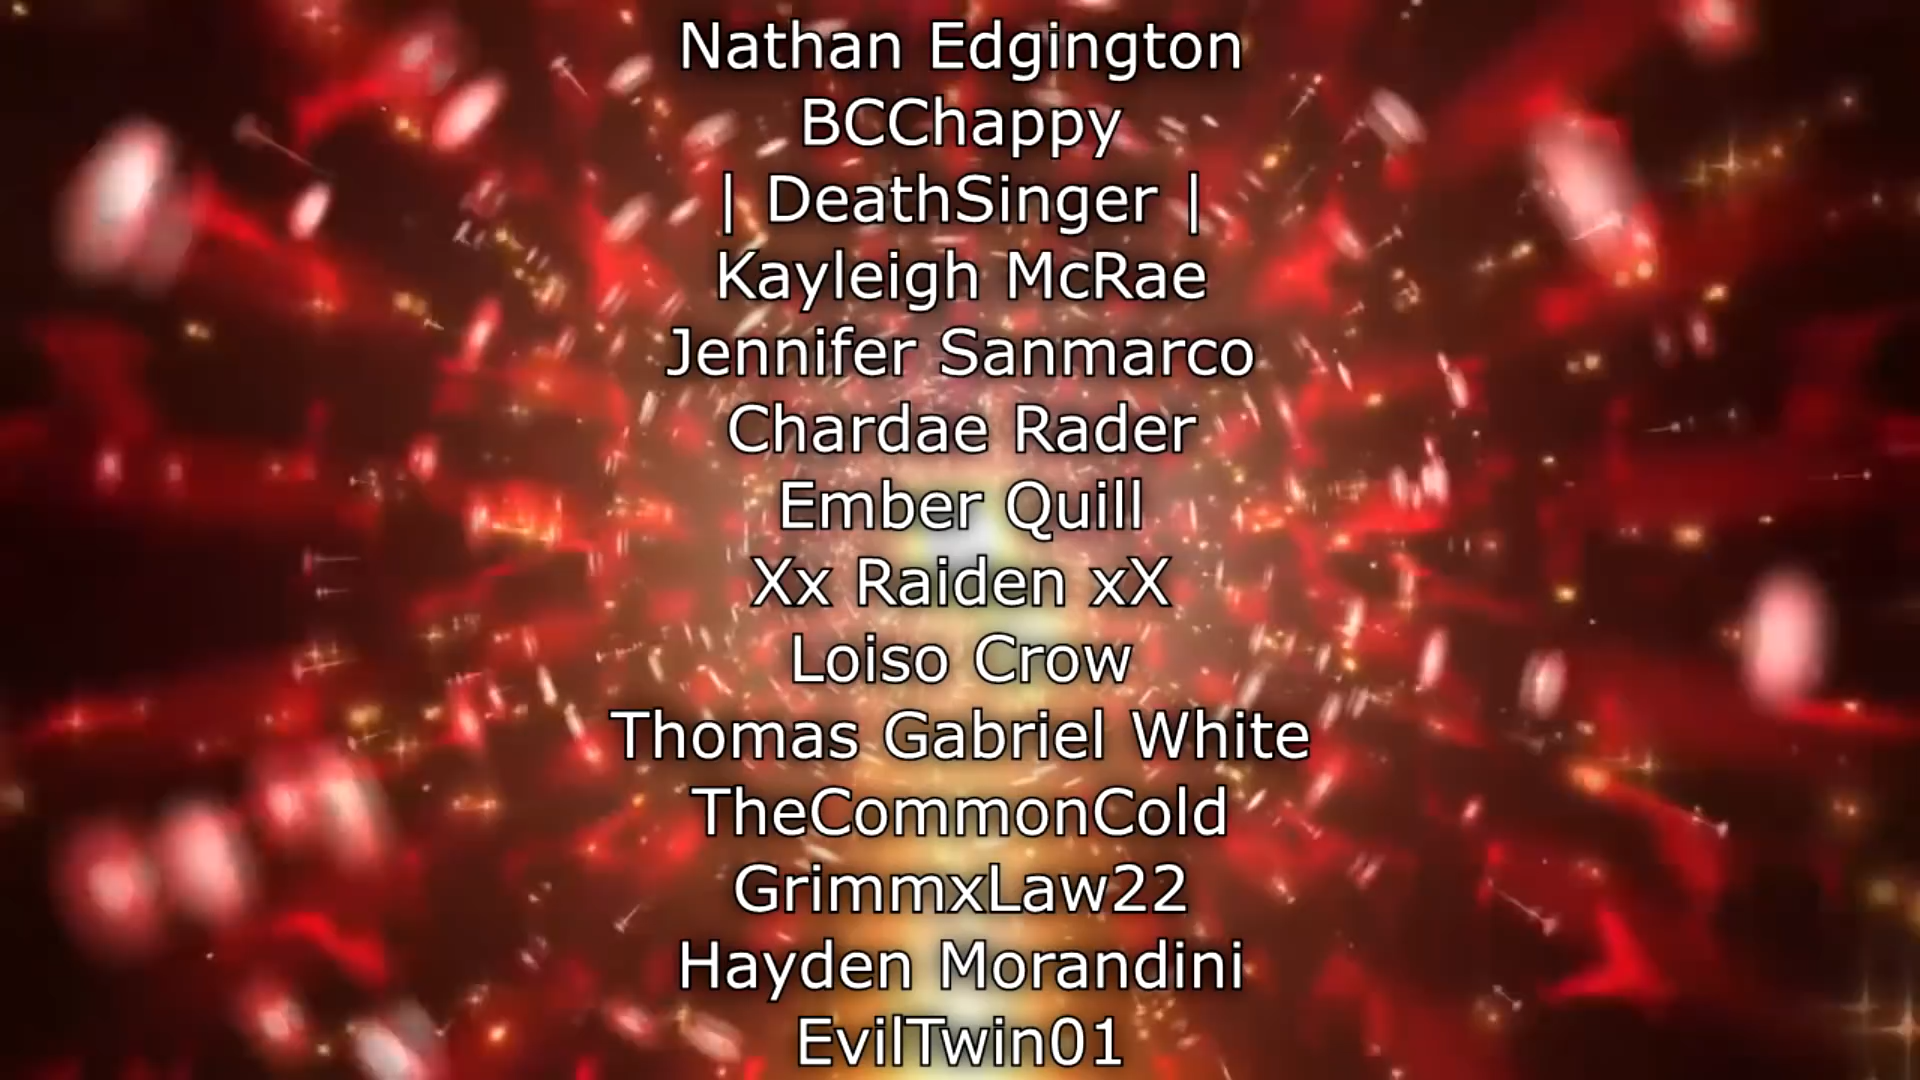 Nathan Edgington
BCChappy
| DeathSinger |
Kayleigh McRae
Jennifer Sanmarco
Chardae Rader
Ember Quill
Xx Raiden xX
Loiso Crow
Thomas Gabriel White
TheCommonCold
GrimmxLaw22
Hayden Morandini
EvilTwin01